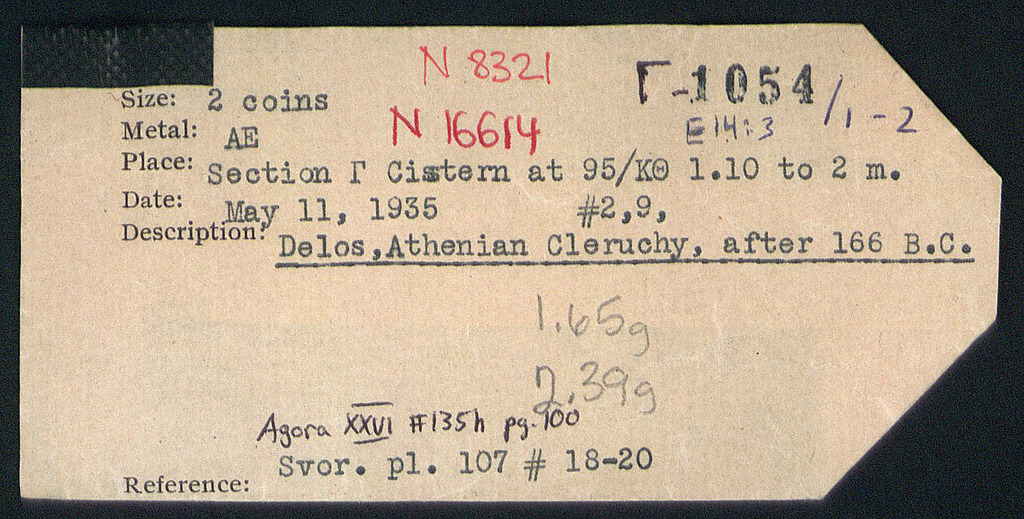 N 8321
Γ-1054/1-2
Size: 2 coins
N 16614
E14:3
Metal: AE
Place: Section Γ Cistern at 95/ΚΘ 1.10 to 2 m.
Date: May 11, 1935 #2,9,
Description: Delos,Athenian Cleruchy, after 166 B.C.
1.65g
2.39g
Agora XXVI #135h pg.100
Svor. pl. 107 # 18-20
Reference: